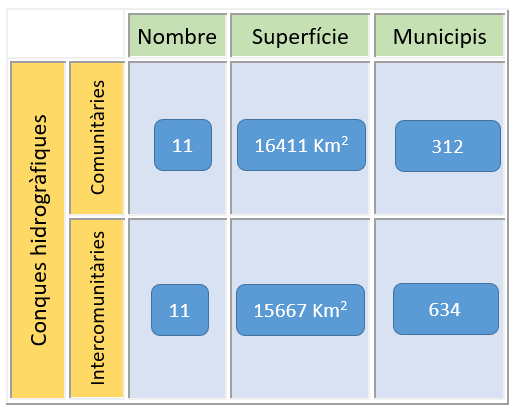 Nombre
Superfície
Municipis
Conques hidrogràfiques
Comunitàries
11
16411 Km²
312
Intercomunitàries
11
15667 Km²
634